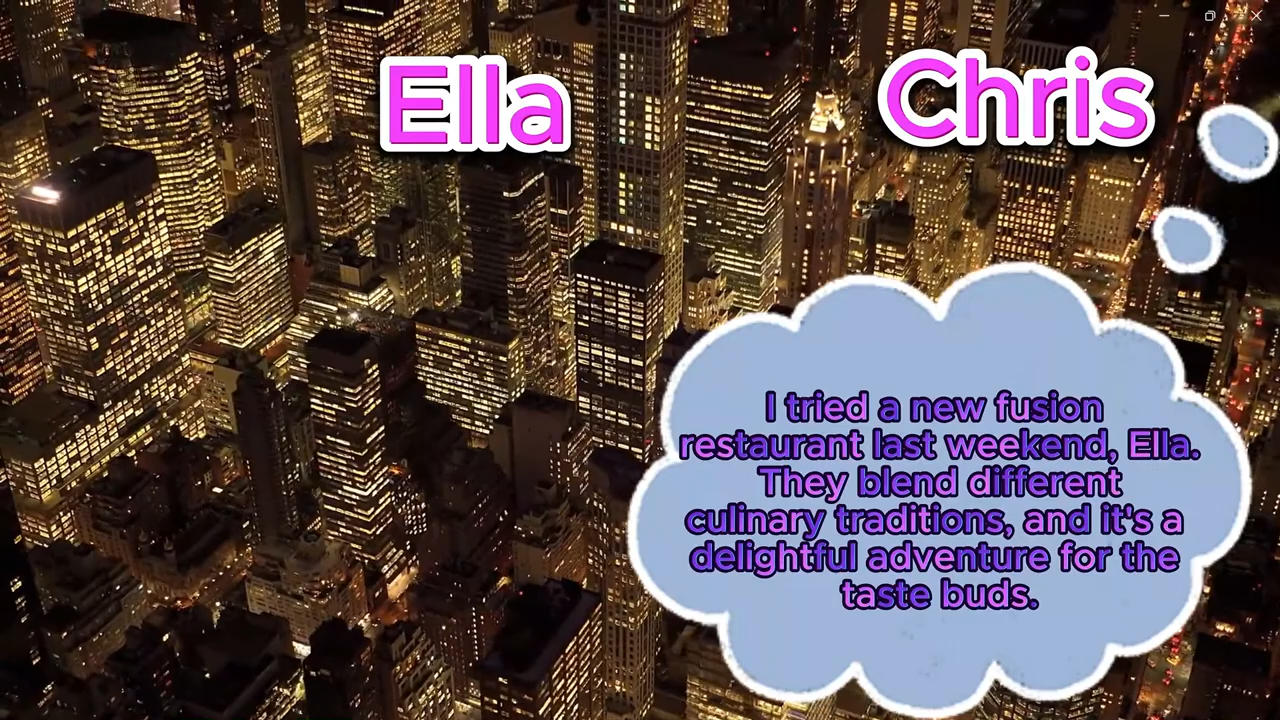 Ella
Chris
I tried a new fusion
restaurant last weekend, Ella.
They blend different
culinary traditions, and it's a
delightful adventure for the
taste buds.